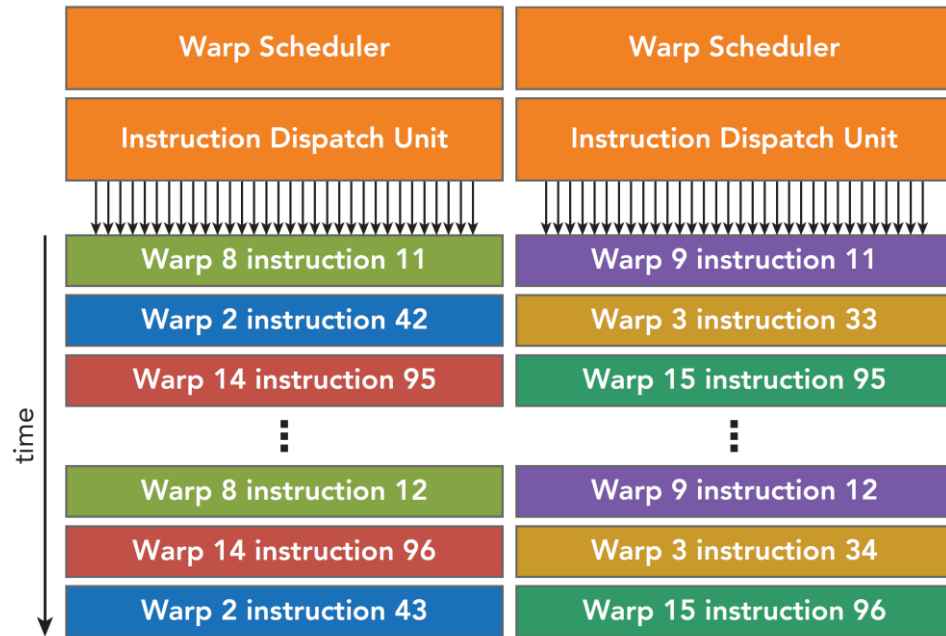 Warp Scheduler
Instruction Dispatch Unit
Warp 8 instruction 11
Warp 2 instruction 42
Warp 14 instruction 95
Warp 8 instruction 12
Warp 14 instruction 96
Warp 2 instruction 43
Warp Scheduler
Instruction Dispatch Unit
Warp 9 instruction 11
Warp 3 instruction 33
Warp 15 instruction 95
Warp 9 instruction 12
Warp 3 instruction 34
Warp 15 instruction 96
time